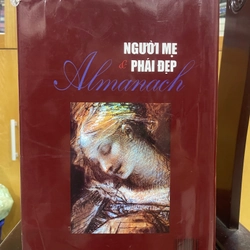 NGƯỜI MẸ
& PHÁI ĐẸP
Almanach